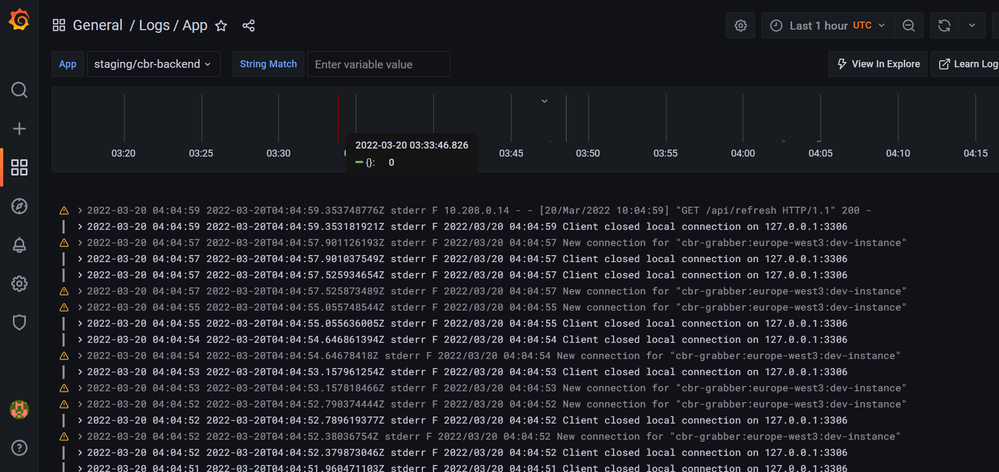 General / Logs / App
Last 1 hour UTC
App staging/cbr-backend String Match Enter variable value View In Explore Learn Log
2022-03-20 03:33:46.826
{}: 0
03:20 03:25 03:30 03:45 03:50 03:55 04:00 04:05 04:10 04:15
2022-03-20 04:04:59 2022-03-20T04:04:59.353748776Z stderr F 10.208.0.14 - - [20/Mar/2022 10:04:59] "GET /api/refresh HTTP/1.1" 200 -
2022-03-20 04:04:59 2022-03-20T04:04:59.353181921Z stderr F 2022/03/20 04:04:59 Client closed local connection on 127.0.0.1:3306
2022-03-20 04:04:57 2022-03-20T04:04:57.901126193Z stderr F 2022/03/20 04:04:57 New connection for "cbr-grabber:europe-west3:dev-instance"
2022-03-20 04:04:57 2022-03-20T04:04:57.901037549Z stderr F 2022/03/20 04:04:57 Client closed local connection on 127.0.0.1:3306
2022-03-20 04:04:57 2022-03-20T04:04:57.525934654Z stderr F 2022/03/20 04:04:57 Client closed local connection on 127.0.0.1:3306
2022-03-20 04:04:57 2022-03-20T04:04:57.525873489Z stderr F 2022/03/20 04:04:57 New connection for "cbr-grabber:europe-west3:dev-instance"
2022-03-20 04:04:55 2022-03-20T04:04:55.055748544Z stderr F 2022/03/20 04:04:55 New connection for "cbr-grabber:europe-west3:dev-instance"
2022-03-20 04:04:55 2022-03-20T04:04:55.055636005Z stderr F 2022/03/20 04:04:55 Client closed local connection on 127.0.0.1:3306
2022-03-20 04:04:54 2022-03-20T04:04:54.646861394Z stderr F 2022/03/20 04:04:54 Client closed local connection on 127.0.0.1:3306
2022-03-20 04:04:54 2022-03-20T04:04:54.64678418Z stderr F 2022/03/20 04:04:54 New connection for "cbr-grabber:europe-west3:dev-instance"
2022-03-20 04:04:53 2022-03-20T04:04:53.157961254Z stderr F 2022/03/20 04:04:53 Client closed local connection on 127.0.0.1:3306
2022-03-20 04:04:53 2022-03-20T04:04:53.157818466Z stderr F 2022/03/20 04:04:53 New connection for "cbr-grabber:europe-west3:dev-instance"
2022-03-20 04:04:52 2022-03-20T04:04:52.790374444Z stderr F 2022/03/20 04:04:52 New connection for "cbr-grabber:europe-west3:dev-instance"
2022-03-20 04:04:52 2022-03-20T04:04:52.789619377Z stderr F 2022/03/20 04:04:52 Client closed local connection on 127.0.0.1:3306
2022-03-20 04:04:52 2022-03-20T04:04:52.38036754Z stderr F 2022/03/20 04:04:52 New connection for "cbr-grabber:europe-west3:dev-instance"
2022-03-20 04:04:52 2022-03-20T04:04:52.379873046Z stderr F 2022/03/20 04:04:52 Client closed local connection on 127.0.0.1:3306
2022-03-20 04:04:51 2022-03-20T04:04:51.960471103Z stderr F 2022/03/20 04:04:51 Client closed local connection on 127.0.0.1:3306